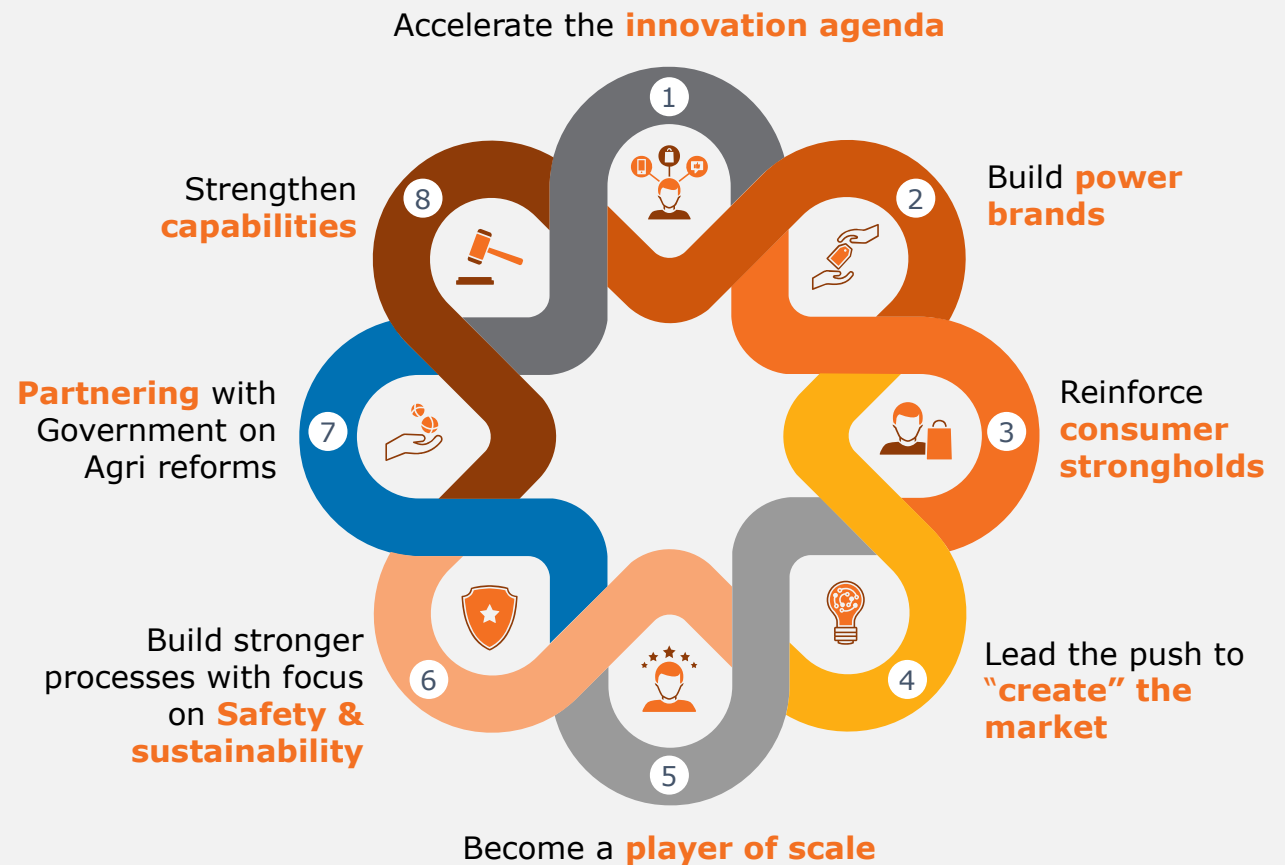 Accelerate the innovation agenda
1
Build power
brands
2
Reinforce
consumer
strongholds
3
Lead the push to
“create” the
market
4
Become a player of scale
5
Build stronger
processes with focus
on Safety &
sustainability
6
Partnering with
Government on
Agri reforms
7
Strengthen
capabilities
8